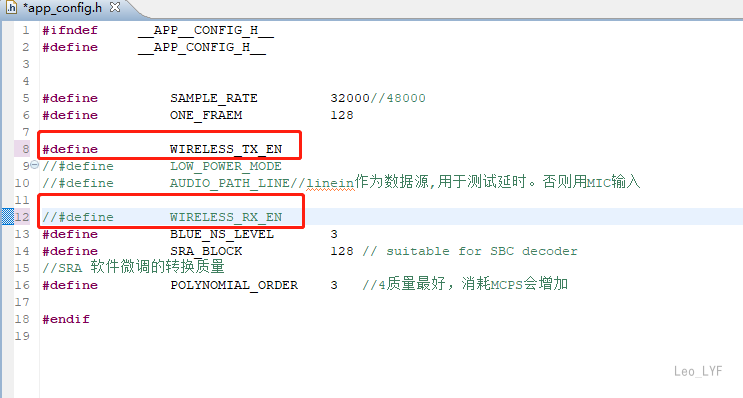 *app_config.h
1 #ifndef __APP__CONFIG_H__
2 #define __APP_CONFIG_H__
3
4
5 #define SAMPLE_RATE 32000//48000
6 #define ONE_FRAEM 128
7
8 #define WIRELESS_TX_EN
9 //#define LOW_POWER_MODE
10 //#define AUDIO_PATH_LINE//linein作为数据源,用于测试延时。否则用MIC输入
11
12 //#define WIRELESS_RX_EN
13 #define BLUE_NS_LEVEL 3
14 #define SRA_BLOCK 128 // suitable for SBC decoder
15 //SRA 软件微调的转换质量
16 #define POLYNOMIAL_ORDER 3 //4质量最好，消耗MCPS会增加
17
18 #endif
19
Leo_LYF